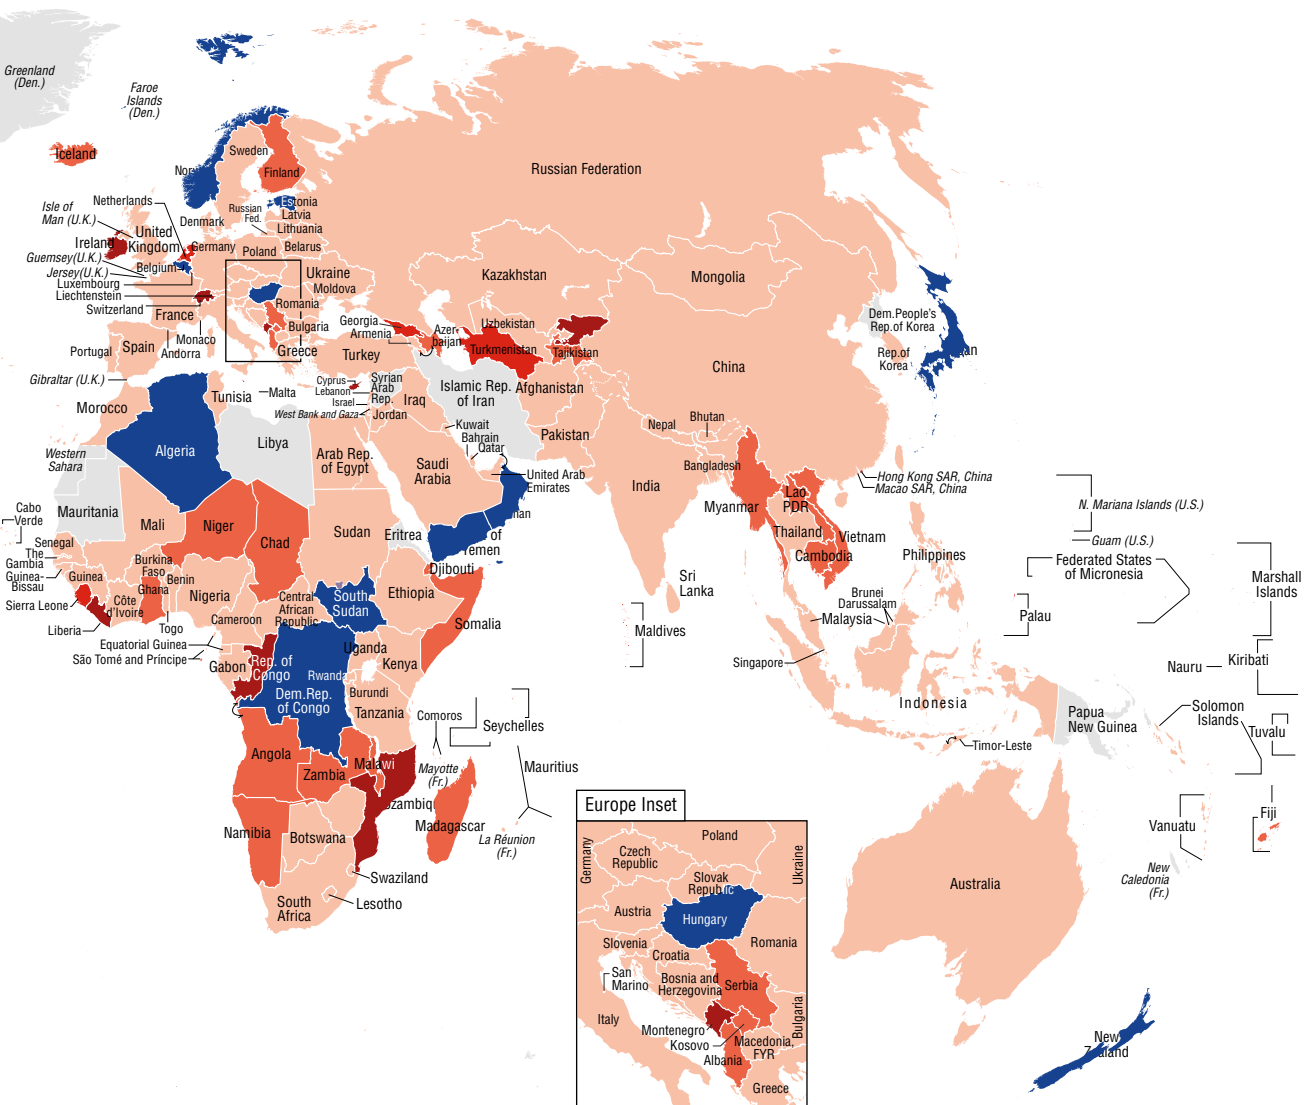 Greenland
(Den.)
Faroe
Islands
(Den.)
Iceland
Sweden
Finland
Russian Federation
Nor
Netherlands
Isle of
Man (U.K.)
Estonia
Latvia
Lithuania
Russian
Fed.
Denmark
United
Kingdom
Ireland
Germany
Poland
Belarus
Guernsey(U.K.)
Jersey(U.K.)
Belgium
Luxembourg
Liechtenstein
Switzerland
France
Ukraine
Moldova
Romania
Bulgaria
Greece
Monaco
Andorra
Portugal
Spain
Gibraltar (U.K.)
Kazakhstan
Mongolia
Georgia
Armenia
Azer-
baijan
Uzbekistan
Turkmenistan
Tajikistan
Turkey
Dem.People's
Rep.of Korea
Rep.of
Korea
an
China
Morocco
Tunisia
Malta
Cyprus
Lebanon
Israel
West Bank and Gaza
Syrian
Arab
Rep.
Jordan
Iraq
Islamic Rep.
of Iran
Afghanistan
Kuwait
Bahrain
Qatar
Pakistan
Nepal
Bhutan
Bangladesh
India
Algeria
Libya
Arab Rep.
of Egypt
Saudi
Arabia
United Arab
Emirates
man
Western
Sahara
Mauritania
Hong Kong SAR, China
Macao SAR, China
Myanmar
Lao
PDR
Thailand
Vietnam
Cambodia
Philippines
N. Mariana Islands (U.S.)
Guam (U.S.)
Federated States
of Micronesia
Marshall
Islands
Cabo
Verde
Senegal
The
Gambia
Guinea-
Bissau
Guinea
Sierra Leone
Liberia
Mali
Niger
Chad
Sudan
Eritrea
of
Yemen
Djibouti
Burkina
Faso
Benin
Ghana
Côte
d'Ivoire
Togo
Nigeria
Cameroon
Central
African
Republic
South
Sudan
Ethiopia
Somalia
Sri
Lanka
Maldives
Brunei
Darussalam
Malaysia
Singapore
Palau
Nauru
Kiribati
Equatorial Guinea
São Tomé and Príncipe
Gabon
Rep. of
Congo
Uganda
Kenya
Rwanda
Dem.Rep.
of Congo
Burundi
Tanzania
Indonesia
Papua
New Guinea
Solomon
Islands
Tuvalu
Timor-Leste
Comoros
Seychelles
Mayotte
(Fr.)
Mauritius
Angola
Zambia
Malawi
ozambiqu
Madagascar
La Réunion
(Fr.)
Namibia
Botswana
Swaziland
South
Africa
Lesotho
Vanuatu
Fiji
New
Caledonia
(Fr.)
Australia
New
Zealand
Europe Inset
Germany
Poland
Czech
Republic
Ukraine
Slovak
Republic
Austria
Hungary
Slovenia
Croatia
Romania
San
Marino
Bosnia and
Herzegovina
Serbia
Italy
Montenegro
Kosovo
Bulgaria
Macedonia,
FYR
Albania
Greece